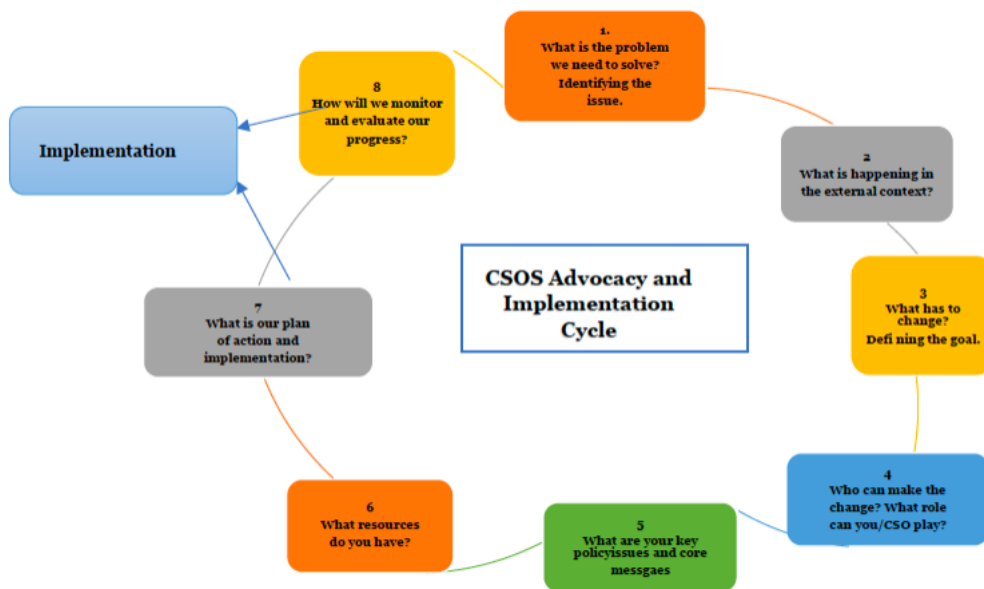 1.
What is the problem
we need to solve?
Identifying the
issue.
2
What is happening in
the external context?
3
What has to
change?
Defi ning the goal.
4
Who can make the
change? What role
can you/CSO play?
5
What are your key
policyissues and core
messgaes
6
What resources
do you have?
7
What is our plan
of action and
implementation?
8
How will we monitor
and evaluate our
progress?
Implementation
CSOS Advocacy and
Implementation
Cycle